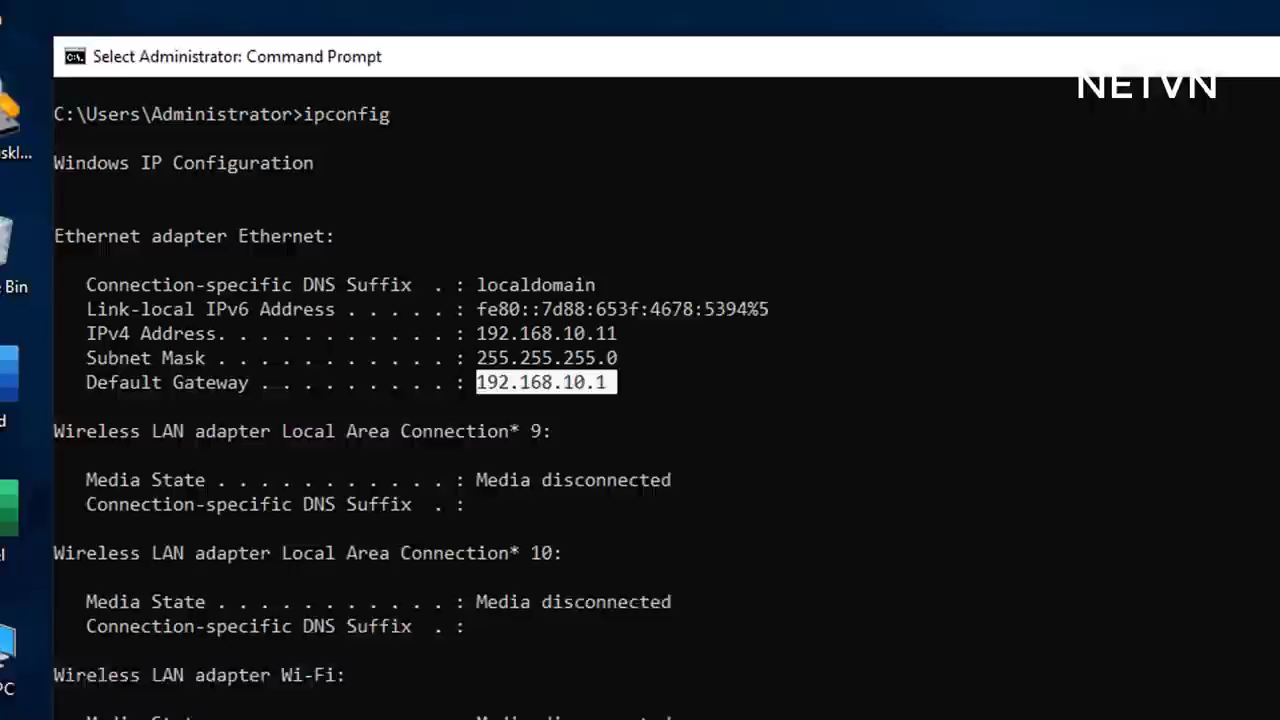 Select Administrator: Command Prompt
NETVN
C:\Users\Administrator>ipconfig
skl...
Windows IP Configuration
Ethernet adapter Ethernet:
Bin
Connection-specific DNS Suffix  . : localdomain
Link-local IPv6 Address . . . . . : fe80::7d88:653f:4678:5394%5
IPv4 Address. . . . . . . . . . . : 192.168.10.11
Subnet Mask . . . . . . . . . . . : 255.255.255.0
Default Gateway . . . . . . . . . : 192.168.10.1
d
Wireless LAN adapter Local Area Connection* 9:
Media State . . . . . . . . . . . : Media disconnected
Connection-specific DNS Suffix  . :
el
Wireless LAN adapter Local Area Connection* 10:
Media State . . . . . . . . . . . : Media disconnected
Connection-specific DNS Suffix  . :
Wireless LAN adapter Wi-Fi:
PC